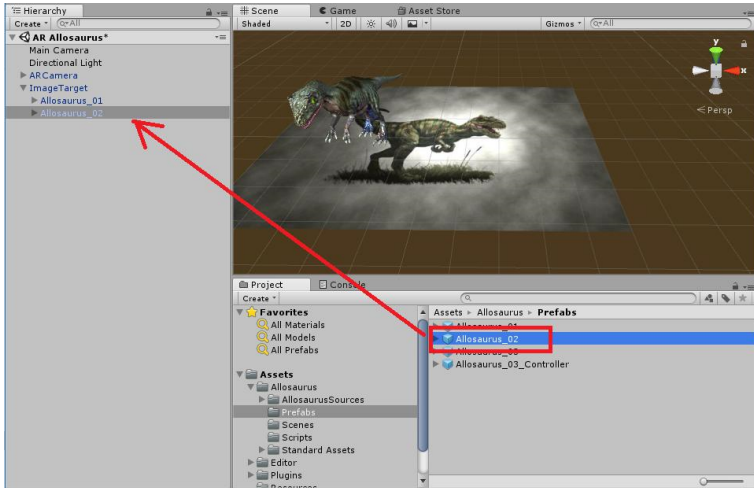 Hierarchy
Create
All
AR Allosaurus*
Main Camera
Directional Light
ARCamera
ImageTarget
Allosaurus_01
Allosaurus_02
Scene
Game
Asset Store
Shaded
2D
Gizmos
All
y
x
Persp
Project
Console
Create
Favorites
All Materials
All Models
All Prefabs
Assets
Allosaurus
AllosaurusSources
Prefabs
Scenes
Scripts
Standard Assets
Editor
Plugins
Resources
Assets Allosaurus Prefabs
Allosaurus_01
Allosaurus_02
Allosaurus_03
Allosaurus_03_Controller